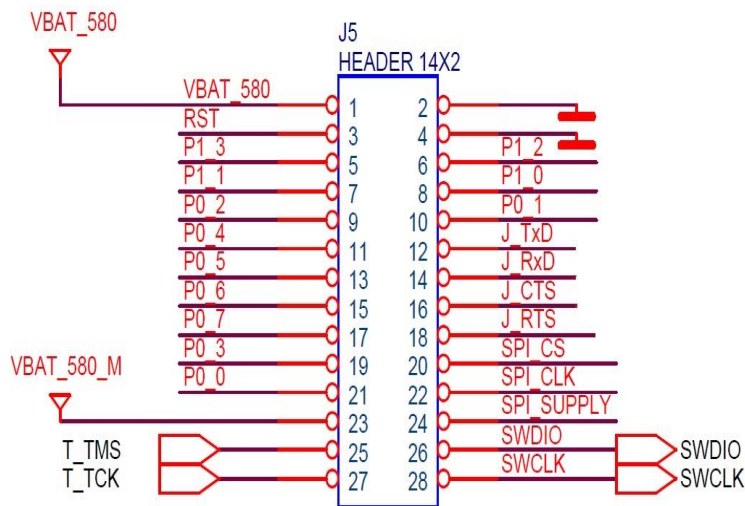 VBAT_580
J5
HEADER 14X2
VBAT_580 1 2
RST 3 4
P1_3 5 6 P1_2
P1_1 7 8 P1_0
P0_2 9 10 P0_1
P0_4 11 12 J_TxD
P0_5 13 14 J_RxD
P0_6 15 16 J_CTS
P0_7 17 18 J_RTS
P0_3 19 20 SPI_CS
P0_0 21 22 SPI_CLK
VBAT_580_M 23 24 SPI_SUPPLY
T_TMS 25 26 SWDIO SWDIO
T_TCK 27 28 SWCLK SWCLK